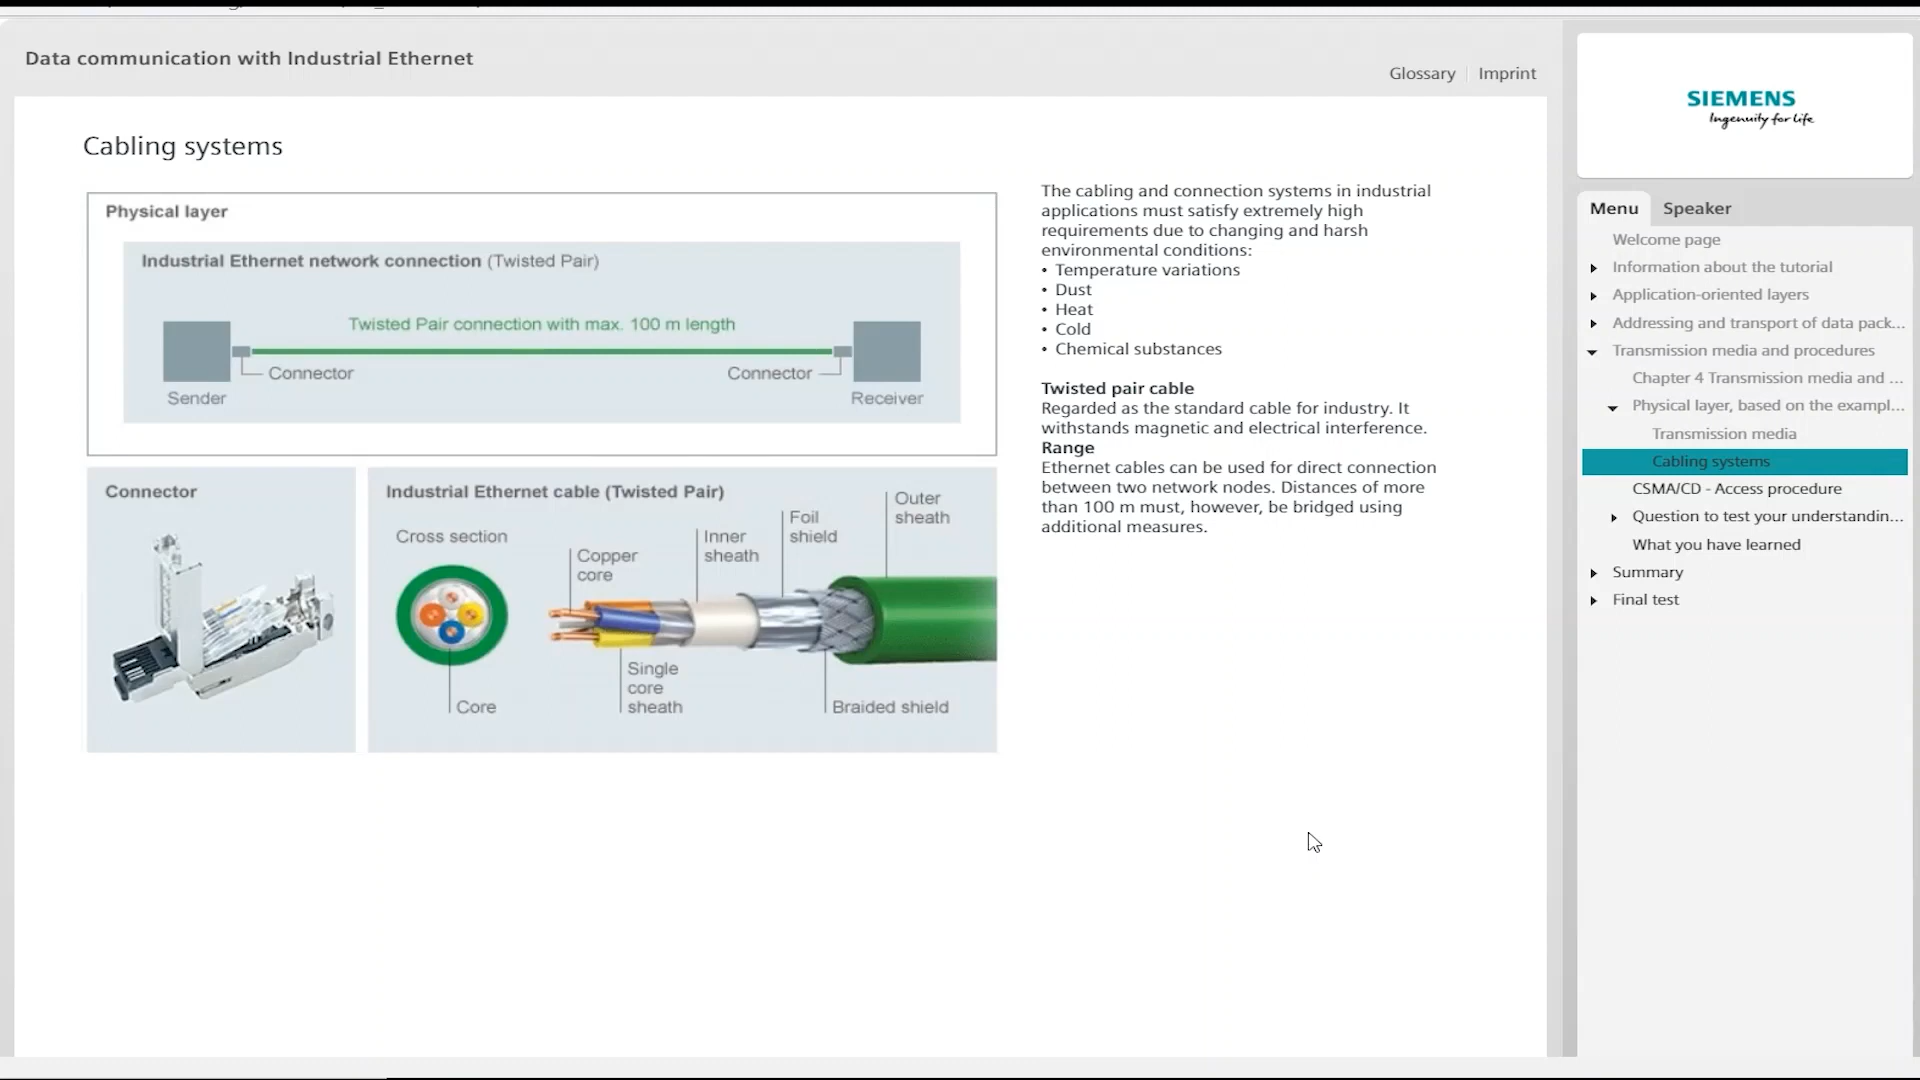 Data communication with Industrial Ethernet
Glossary
Imprint
SIEMENS
Ingenuity for life
Cabling systems
Physical layer
Industrial Ethernet network connection (Twisted Pair)
Twisted Pair connection with max. 100 m length
Connector
Connector
Sender
Receiver
Connector
Industrial Ethernet cable (Twisted Pair)
Cross section
Copper
core
Inner
sheath
Foil
shield
Outer
sheath
Core
Single
core
sheath
Braided shield
The cabling and connection systems in industrial
applications must satisfy extremely high
requirements due to changing and harsh
environmental conditions:
• Temperature variations
• Dust
• Heat
• Cold
• Chemical substances
Twisted pair cable
Regarded as the standard cable for industry. It
withstands magnetic and electrical interference.
Range
Ethernet cables can be used for direct connection
between two network nodes. Distances of more
than 100 m must, however, be bridged using
additional measures.
Menu
Speaker
Welcome page
Information about the tutorial
Application-oriented layers
Addressing and transport of data pack...
Transmission media and procedures
Chapter 4 Transmission media and ...
Physical layer, based on the exampl...
Transmission media
Cabling systems
CSMA/CD - Access procedure
Question to test your understandin...
What you have learned
Summary
Final test